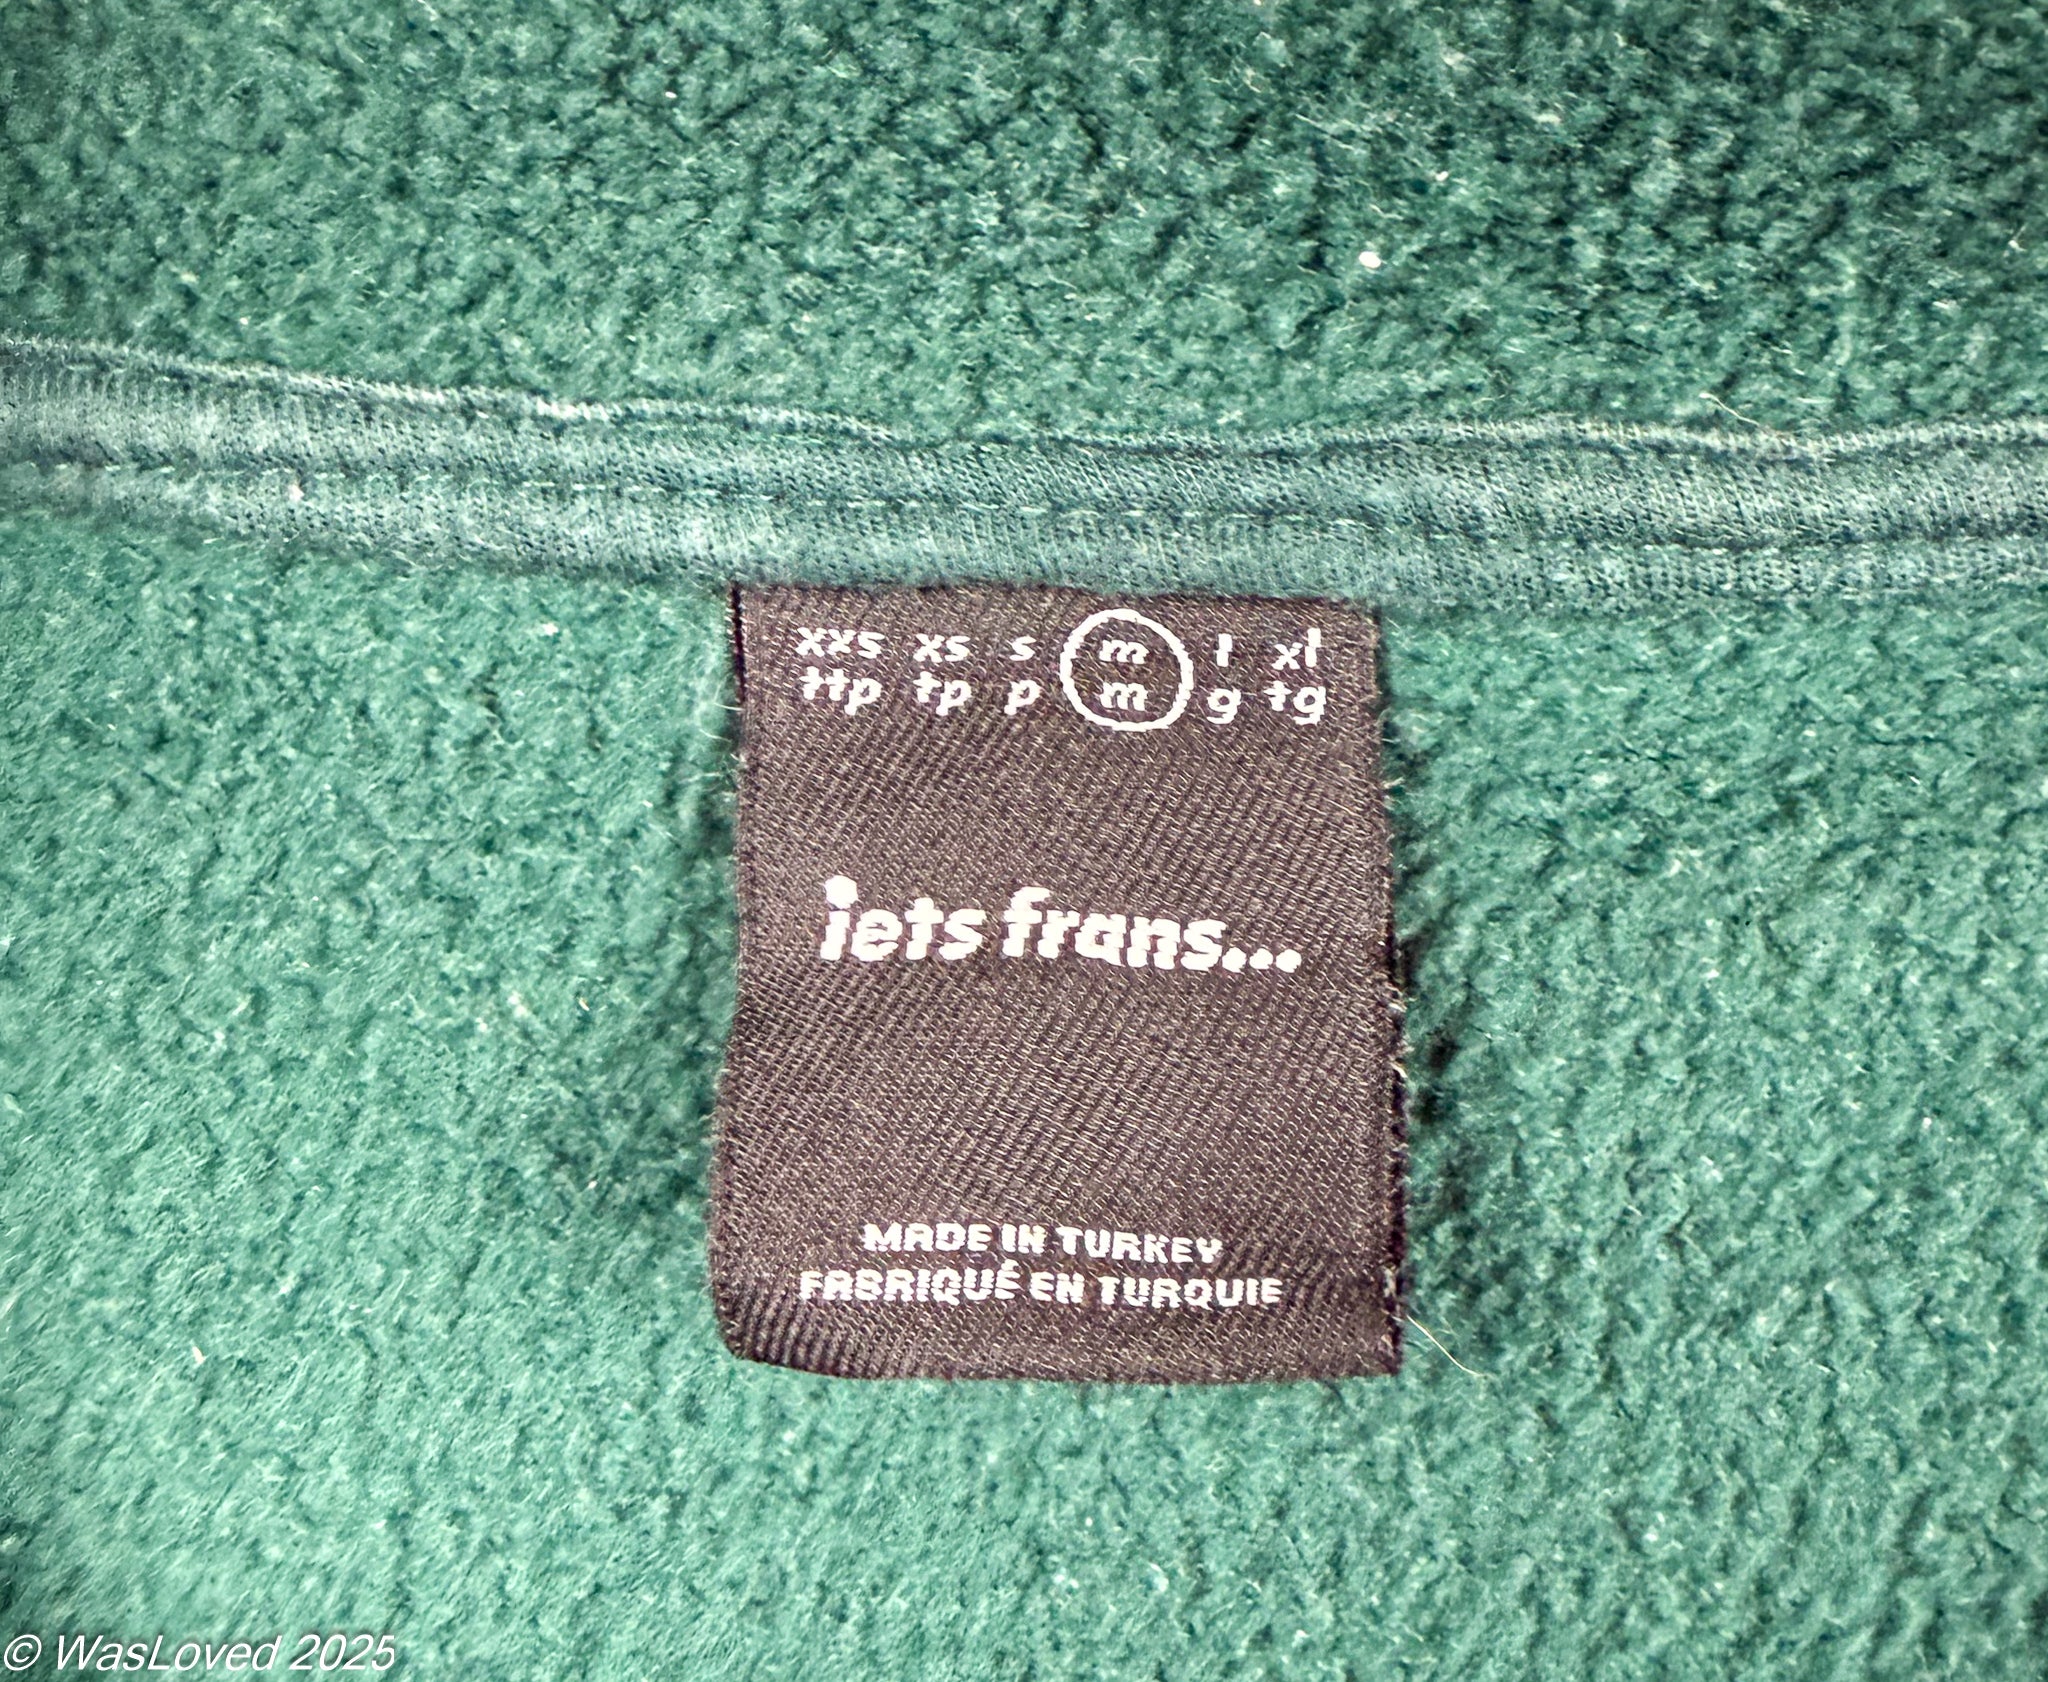 xxs xs s m l xl
ttp tp p m g tg
iets frans...
MADE IN TURKEY
FABRIQUÉ EN TURQUIE
© WasLoved 2025